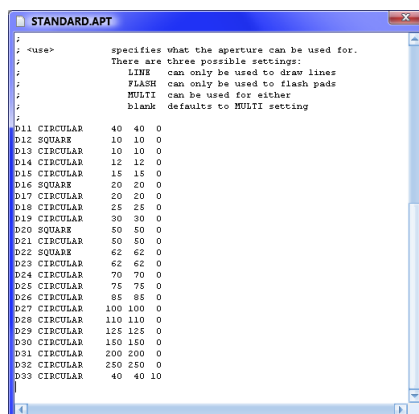 STANDARD.APT
;
; <use> specifies what the aperture can be used for.
; There are three possible settings:
; LINE can only be used to draw lines
; FLASH can only be used to flash pads
; MULTI can be used for either
; blank defaults to MULTI setting
;
D11 CIRCULAR 40 40 0
D12 SQUARE 10 10 0
D13 CIRCULAR 10 10 0
D14 CIRCULAR 12 12 0
D15 CIRCULAR 15 15 0
D16 SQUARE 20 20 0
D17 CIRCULAR 20 20 0
D18 CIRCULAR 25 25 0
D19 CIRCULAR 30 30 0
D20 SQUARE 50 50 0
D21 CIRCULAR 50 50 0
D22 SQUARE 62 62 0
D23 CIRCULAR 62 62 0
D24 CIRCULAR 70 70 0
D25 CIRCULAR 75 75 0
D26 CIRCULAR 85 85 0
D27 CIRCULAR 100 100 0
D28 CIRCULAR 110 110 0
D29 CIRCULAR 125 125 0
D30 CIRCULAR 150 150 0
D31 CIRCULAR 200 200 0
D32 CIRCULAR 250 250 0
D33 CIRCULAR 40 40 10